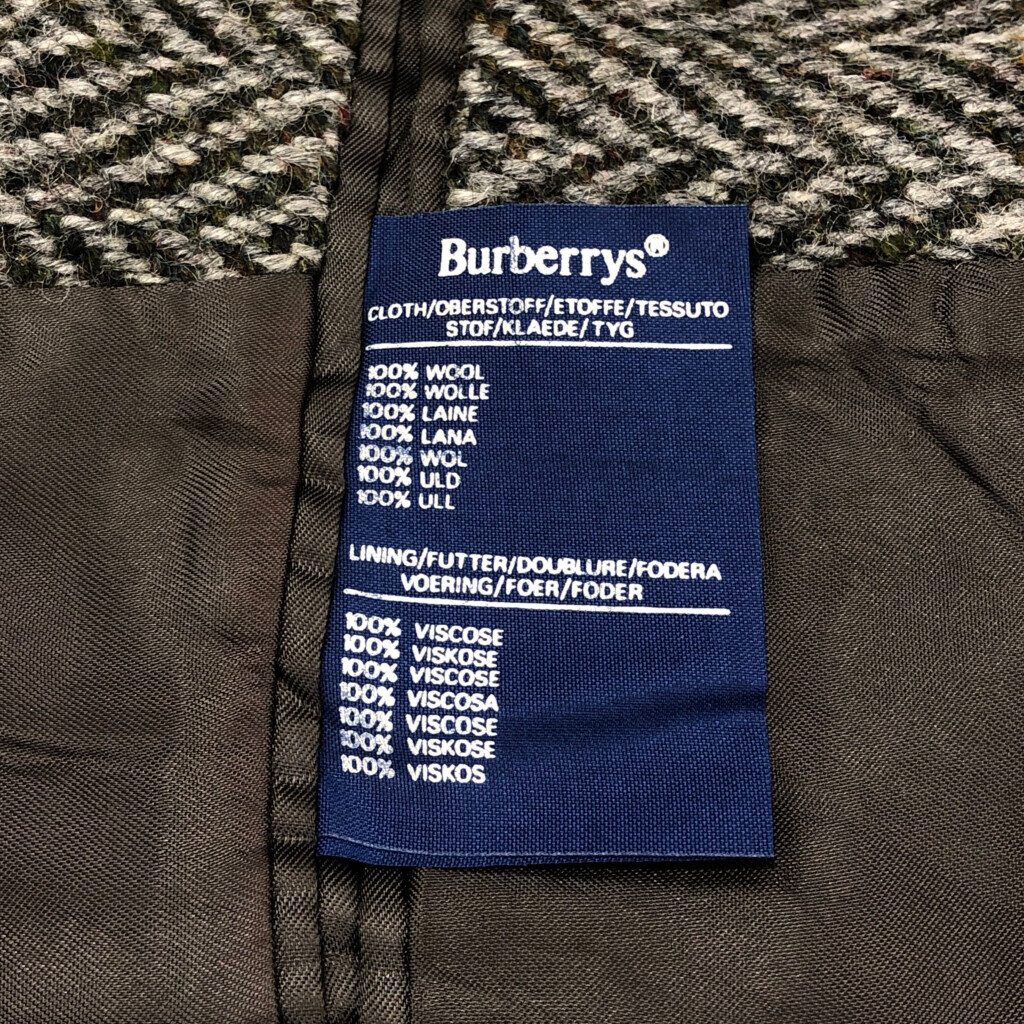 Burberrys®
CLOTH/OBERSTOFF/ETOFFE/TESSUTO
STOF/KLAEDE/TYG
100% WOOL
100% WOLLE
100% LAINE
100% LANA
100% WOL
100% ULD
100% ULL
LINING/FUTTER/DOUBLURE/FODERA
VOERING/FOER/FODER
100% VISCOSE
100% VISKOSE
100% VISCOSE
100% VISCOSA
100% VISCOSE
100% VISKOSE
100% VISKOS